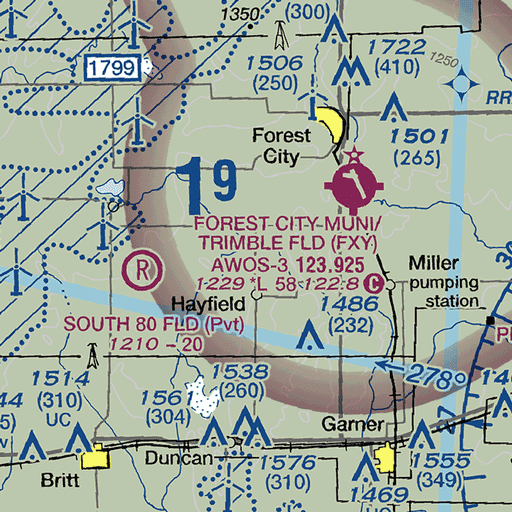 1350
(300)
1799
1506
(250)
1722
(410)
1250
RR
Forest
City
1501
(265)
19
FOREST CITY MUNI/
TRIMBLE FLD (FXY)
AWOS-3 123.925
1229 *L 58 122.8 C
R
Hayfield
Miller
pumping
station
1486
(232)
SOUTH 80 FLD (Pvt)
1210 - 20
278°
1538
(260)
1514
(310)
UC
1561
(304)
Garner
Britt
Duncan
1576
(310)
1555
(349)
1469